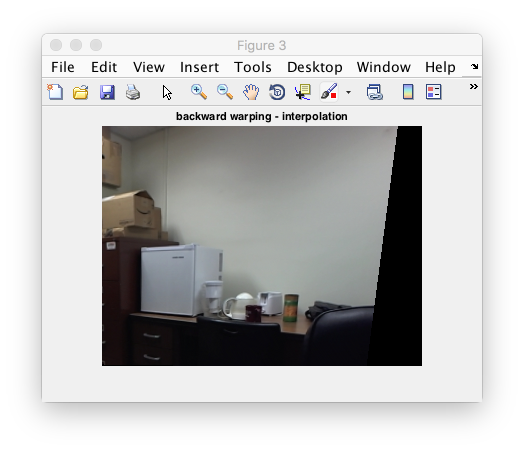 Figure 3
File Edit View Insert Tools Desktop Window Help
backward warping - interpolation